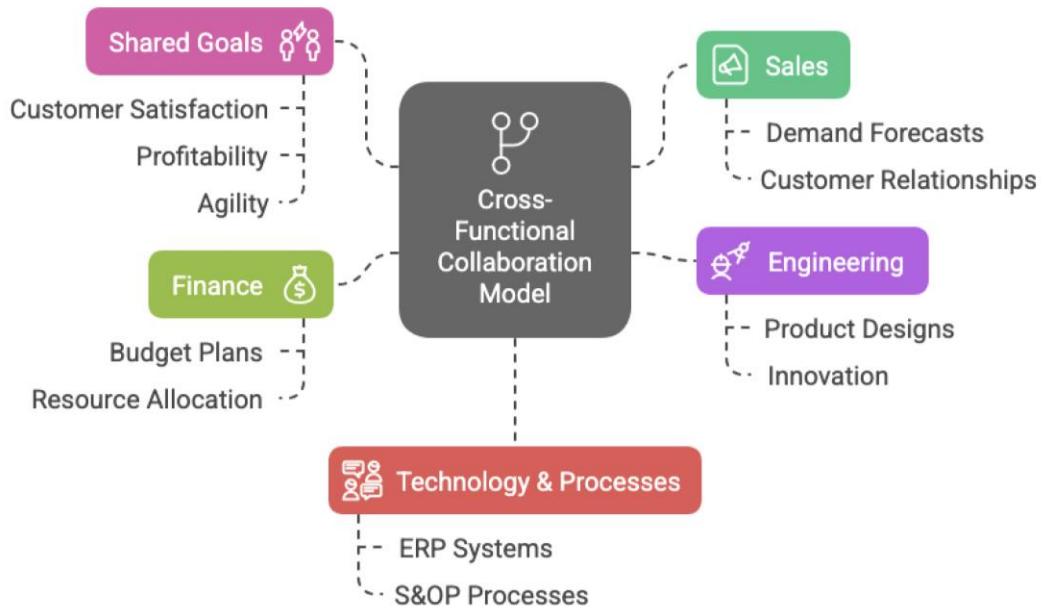 Shared Goals
Customer Satisfaction
Profitability
Agility
Finance
Budget Plans
Resource Allocation
Cross-
Functional
Collaboration
Model
Sales
Demand Forecasts
Customer Relationships
Engineering
Product Designs
Innovation
Technology & Processes
ERP Systems
S&OP Processes